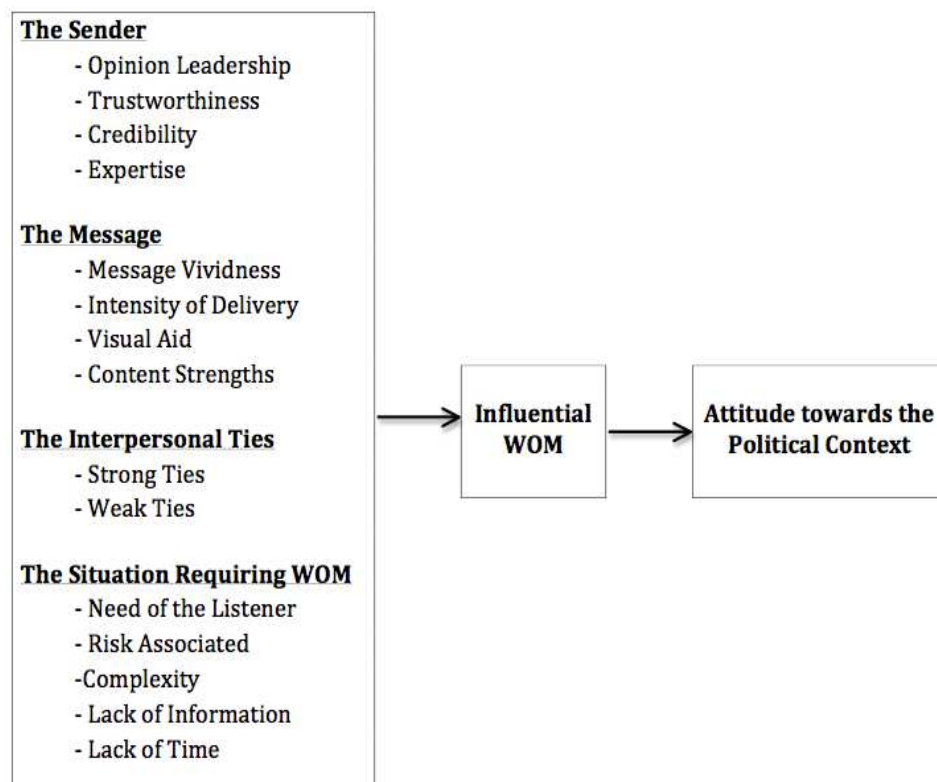 The Sender
- Opinion Leadership
- Trustworthiness
- Credibility
- Expertise
The Message
- Message Vividness
- Intensity of Delivery
- Visual Aid
- Content Strengths
The Interpersonal Ties
- Strong Ties
- Weak Ties
The Situation Requiring WOM
- Need of the Listener
- Risk Associated
-Complexity
- Lack of Information
- Lack of Time
Influential
WOM
Attitude towards the
Political Context